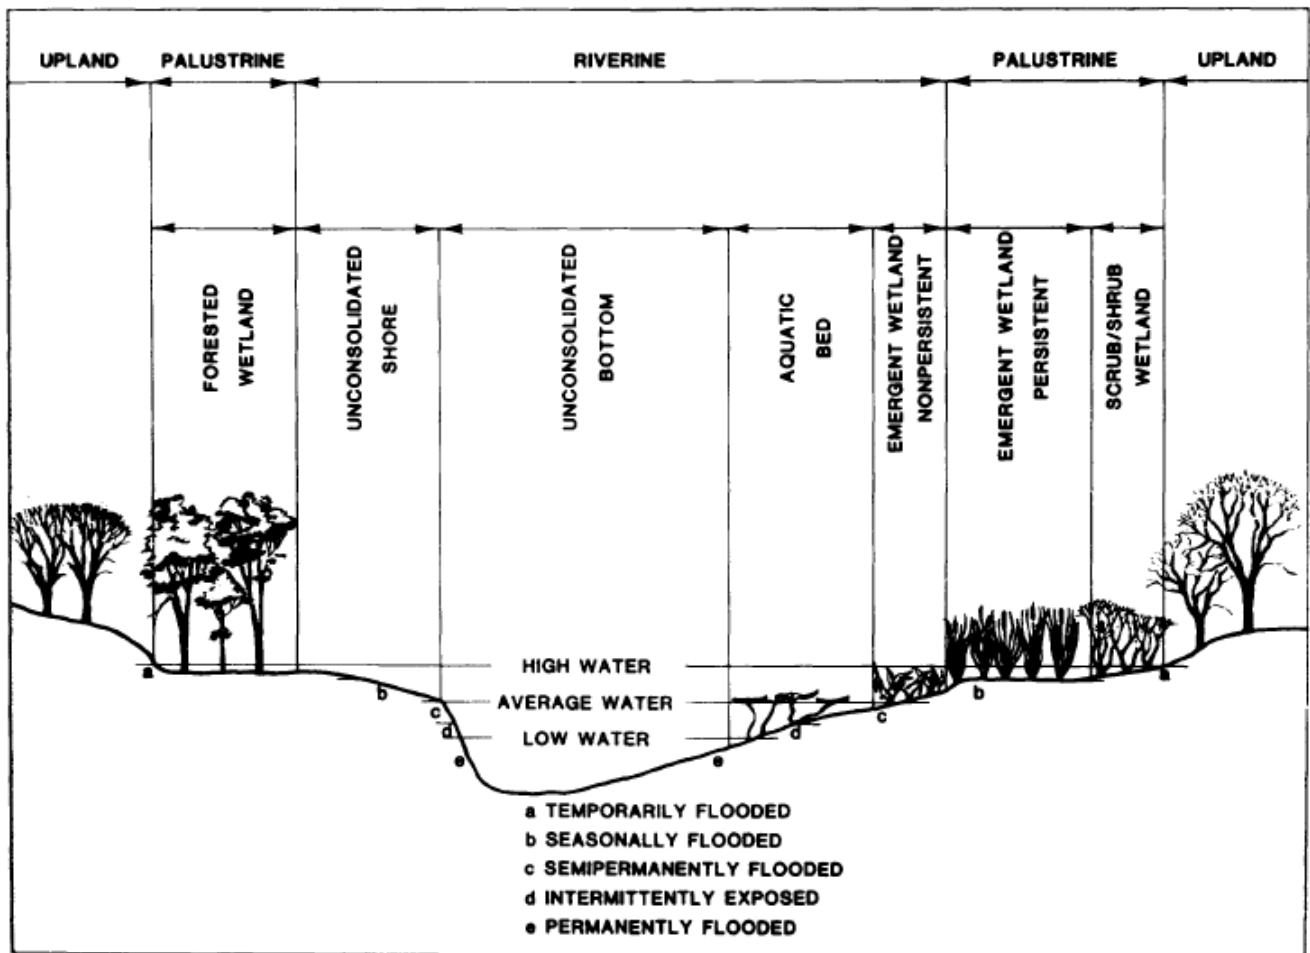 UPLAND PALUSTRINE RIVERINE PALUSTRINE UPLAND
FORESTED
WETLAND
UNCONSOLIDATED
SHORE
UNCONSOLIDATED
BOTTOM
AQUATIC
BED
EMERGENT WETLAND
NONPERSISTENT
EMERGENT WETLAND
PERSISTENT
SCRUB/SHRUB
WETLAND
HIGH WATER
a a
b b
AVERAGE WATER
c c
d d
LOW WATER
e e
a TEMPORARILY FLOODED
b SEASONALLY FLOODED
c SEMIPERMANENTLY FLOODED
d INTERMITTENTLY EXPOSED
e PERMANENTLY FLOODED